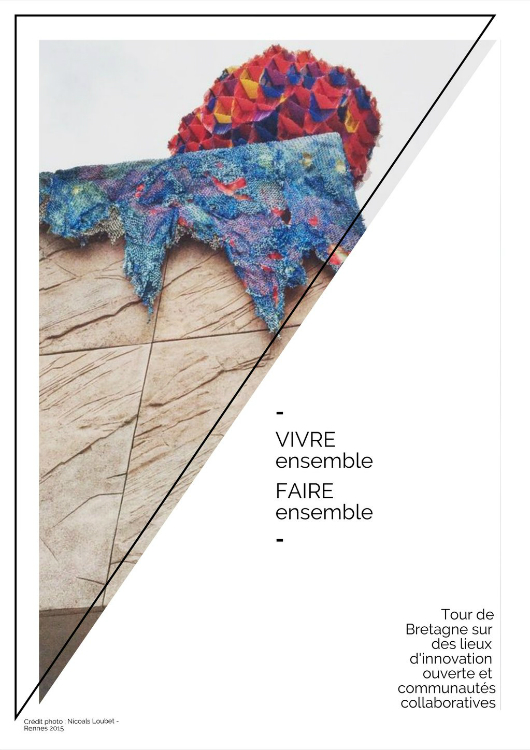 -
VIVRE
ensemble
FAIRE
ensemble
-
Tour de
Bretagne sur
des lieux
d'innovation
ouverte et
communautés
collaboratives
Crédit photo : Nicoals Loubet -
Rennes 2015